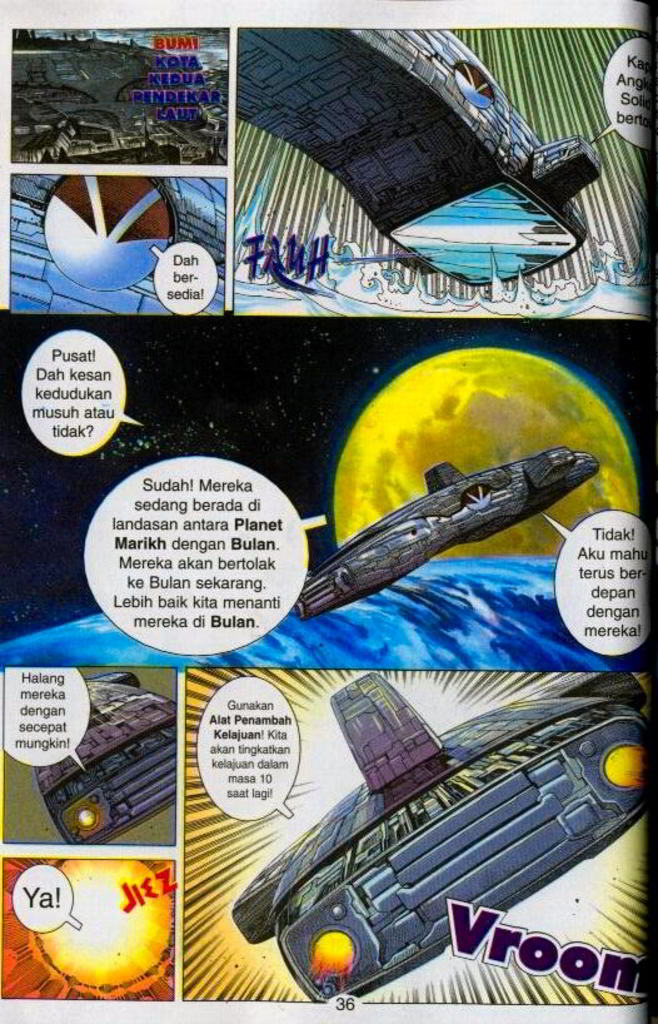 BUMI
KOTA
KEDUA
PENDEKAR
LAUT
Dah
ber-
sedia!
FAUH
Pusat!
Dah kesan
kedudukan
musuh atau
tidak?
Sudah! Mereka
sedang berada di
landasan antara Planet
Marikh dengan Bulan.
Mereka akan bertolak
ke Bulan sekarang.
Lebih baik kita menanti
mereka di Bulan.
Tidak!
Aku mahu
terus ber-
depan
dengan
mereka!
Halang
mereka
dengan
secepat
mungkin!
Gunakan
Alat Penambah
Kelajuan! Kita
akan tingkatkan
kelajuan dalam
masa 10
saat lagi!
Ya!
JIEZ
Vroom
36